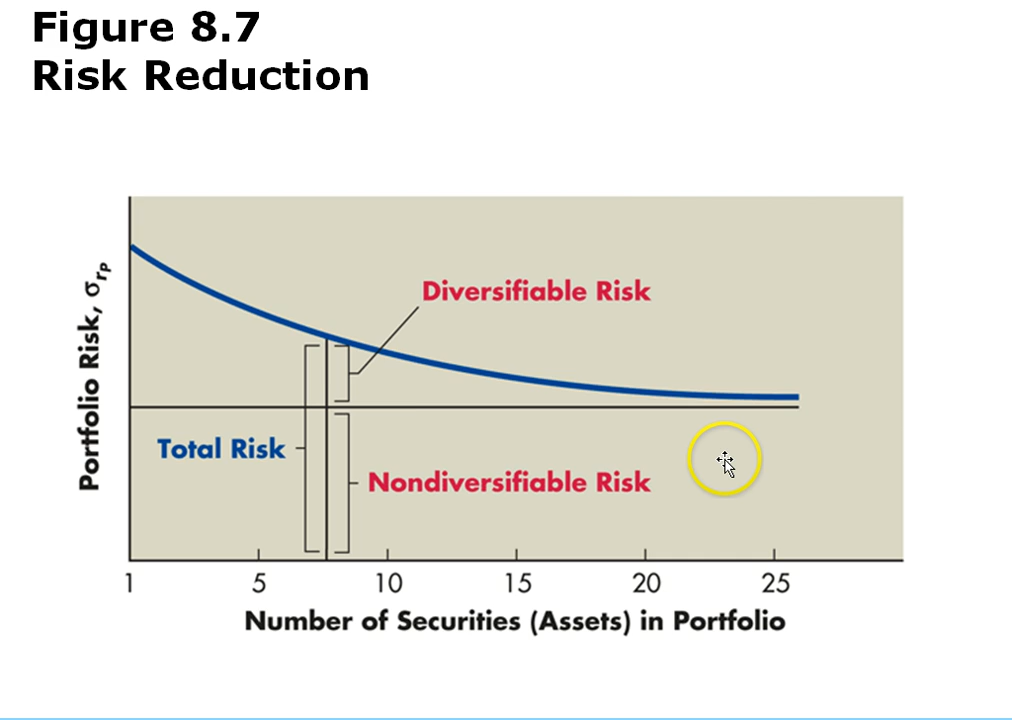 Figure 8.7
Risk Reduction
Portfolio Risk, σrp
Diversifiable Risk
Total Risk
Nondiversifiable Risk
1 5 10 15 20 25
Number of Securities (Assets) in Portfolio